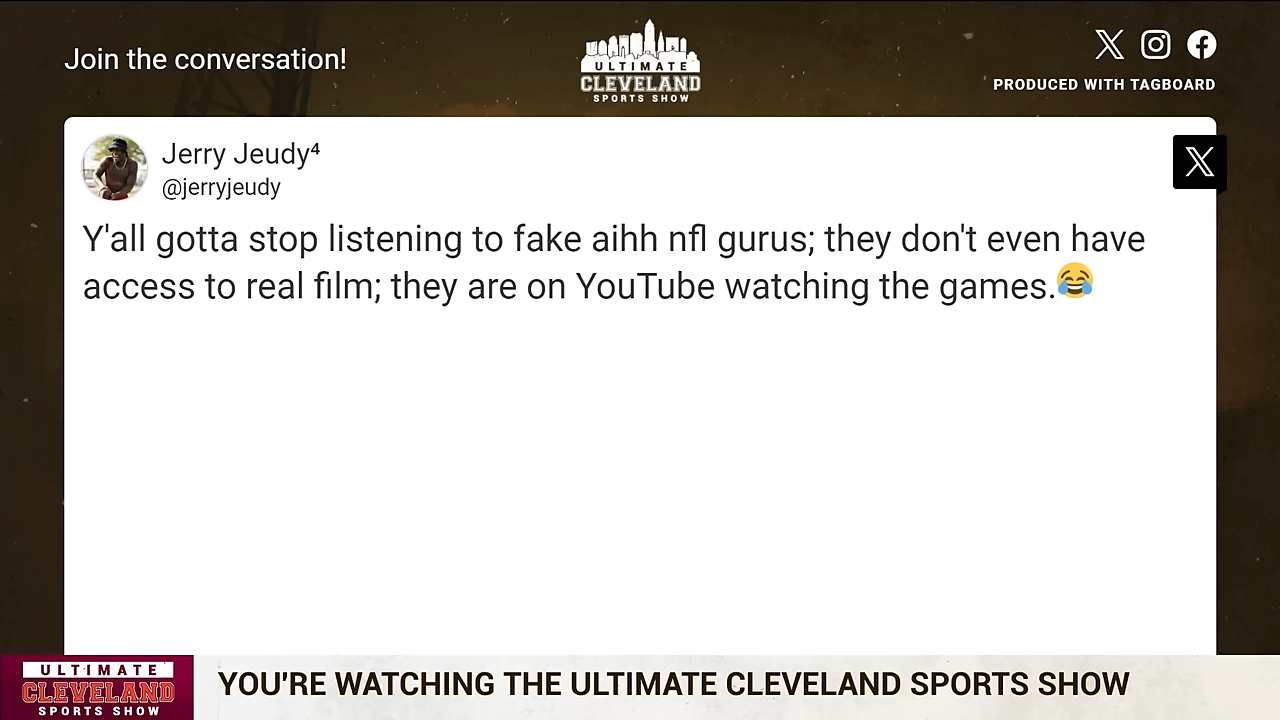 Join the conversation!
ULTIMATE
CLEVELAND
SPORTS SHOW
PRODUCED WITH TAGBOARD
Jerry Jeudy⁴
@jerryjeudy
Y'all gotta stop listening to fake aihh nfl gurus; they don't even have
access to real film; they are on YouTube watching the games.😂
ULTIMATE
CLEVELAND
SPORTS SHOW
YOU'RE WATCHING THE ULTIMATE CLEVELAND SPORTS SHOW